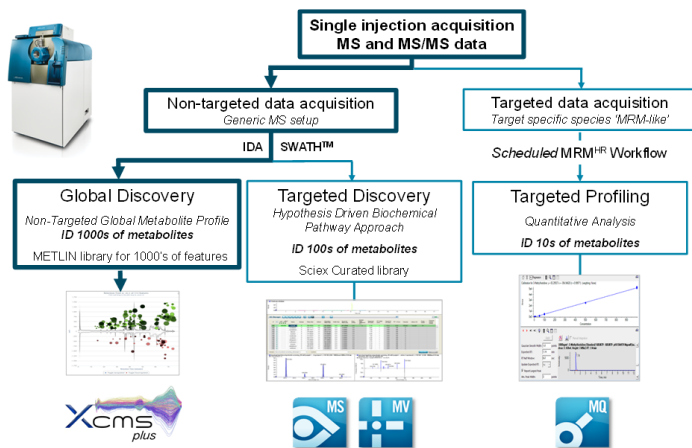 Single injection acquisition
MS and MS/MS data
Non-targeted data acquisition
Generic MS setup
Targeted data acquisition
Target specific species 'MRM-like'
IDA
SWATH™
Scheduled MRMᴴᴿ Workflow
Global Discovery
Non-Targeted Global Metabolite Profile
iD 1000s of metabolites
METLIN library for 1000's of features
Targeted Discovery
Hypothesis Driven Biochemical
Pathway Approach
iD 100s of metabolites
Sciex Curated library
Targeted Profiling
Quantitative Analysis
iD 10s of metabolites
Xcms
plus
MS
MV
MQ